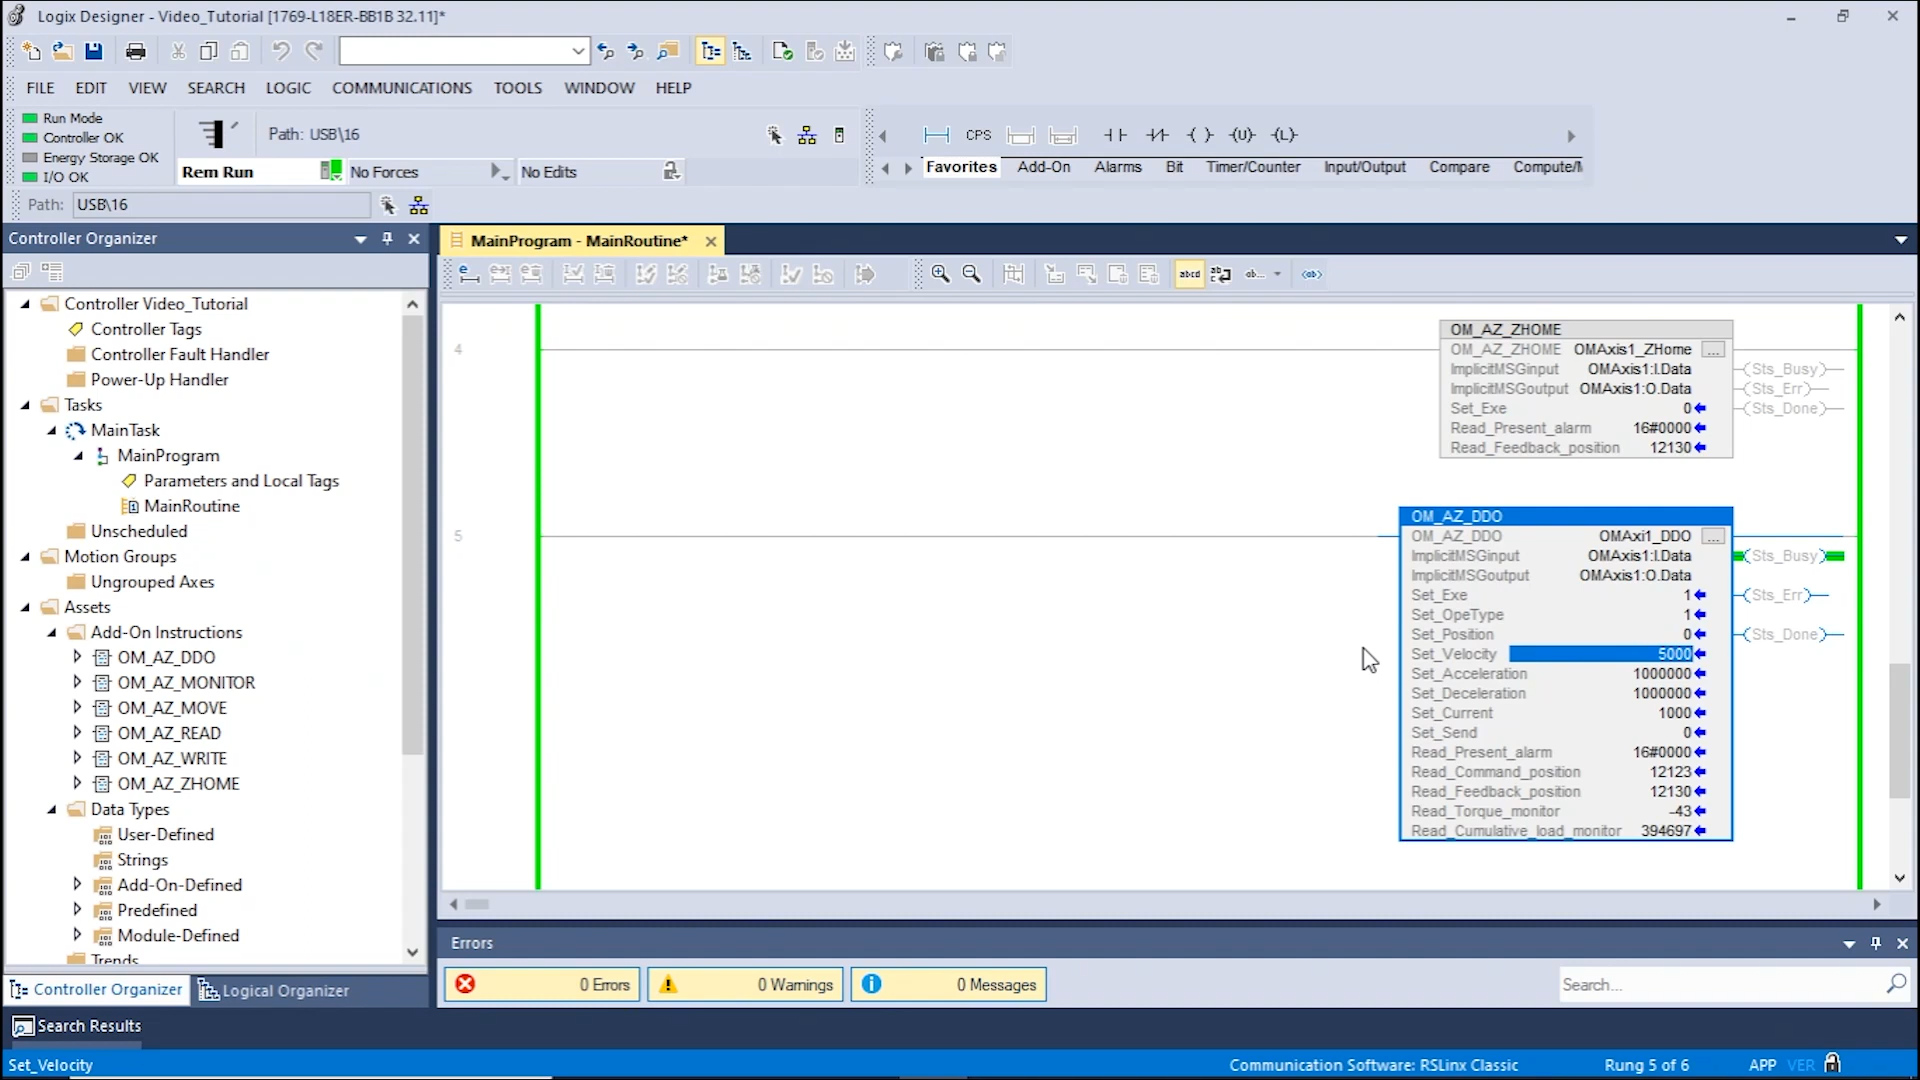 Logix Designer - Video_Tutorial [1769-L18ER-BB1B 32.11]*
FILE EDIT VIEW SEARCH LOGIC COMMUNICATIONS TOOLS WINDOW HELP
Run Mode
Controller OK
Energy Storage OK
I/O OK
Path: USB\16
Rem Run
No Forces
No Edits
CPS
(U)
(L)
Favorites Add-On Alarms Bit Timer/Counter Input/Output Compare Compute/M
Path: USB\16
Controller Organizer
Controller Video_Tutorial
Controller Tags
Controller Fault Handler
Power-Up Handler
Tasks
MainTask
MainProgram
Parameters and Local Tags
MainRoutine
Unscheduled
Motion Groups
Ungrouped Axes
Assets
Add-On Instructions
OM_AZ_DDO
OM_AZ_MONITOR
OM_AZ_MOVE
OM_AZ_READ
OM_AZ_WRITE
OM_AZ_ZHOME
Data Types
User-Defined
Strings
Add-On-Defined
Predefined
Module-Defined
Trends
Controller Organizer
Logical Organizer
MainProgram - MainRoutine*
abcd
ab...
4
OM_AZ_ZHOME
OM_AZ_ZHOME OMAxis1_ZHome ...
ImplicitMSGinput OMAxis1:I.Data (Sts_Busy)
ImplicitMSGoutput OMAxis1:O.Data (Sts_Err)
Set_Exe 0 (Sts_Done)
Read_Present_alarm 16#0000
Read_Feedback_position 12130
5
OM_AZ_DDO
OM_AZ_DDO OMAxi1_DDO ...
ImplicitMSGinput OMAxis1:I.Data (Sts_Busy)
ImplicitMSGoutput OMAxis1:O.Data
Set_Exe 1 (Sts_Err)
Set_OpeType 1
Set_Position 0 (Sts_Done)
Set_Velocity 5000
Set_Acceleration 1000000
Set_Deceleration 1000000
Set_Current 1000
Set_Send 0
Read_Present_alarm 16#0000
Read_Command_position 12123
Read_Feedback_position 12130
Read_Torque_monitor -43
Read_Cumulative_load_monitor 394697
Errors
0 Errors
0 Warnings
0 Messages
Search...
Search Results
Set_Velocity
Communication Software: RSLinx Classic
Rung 5 of 6
APP VER